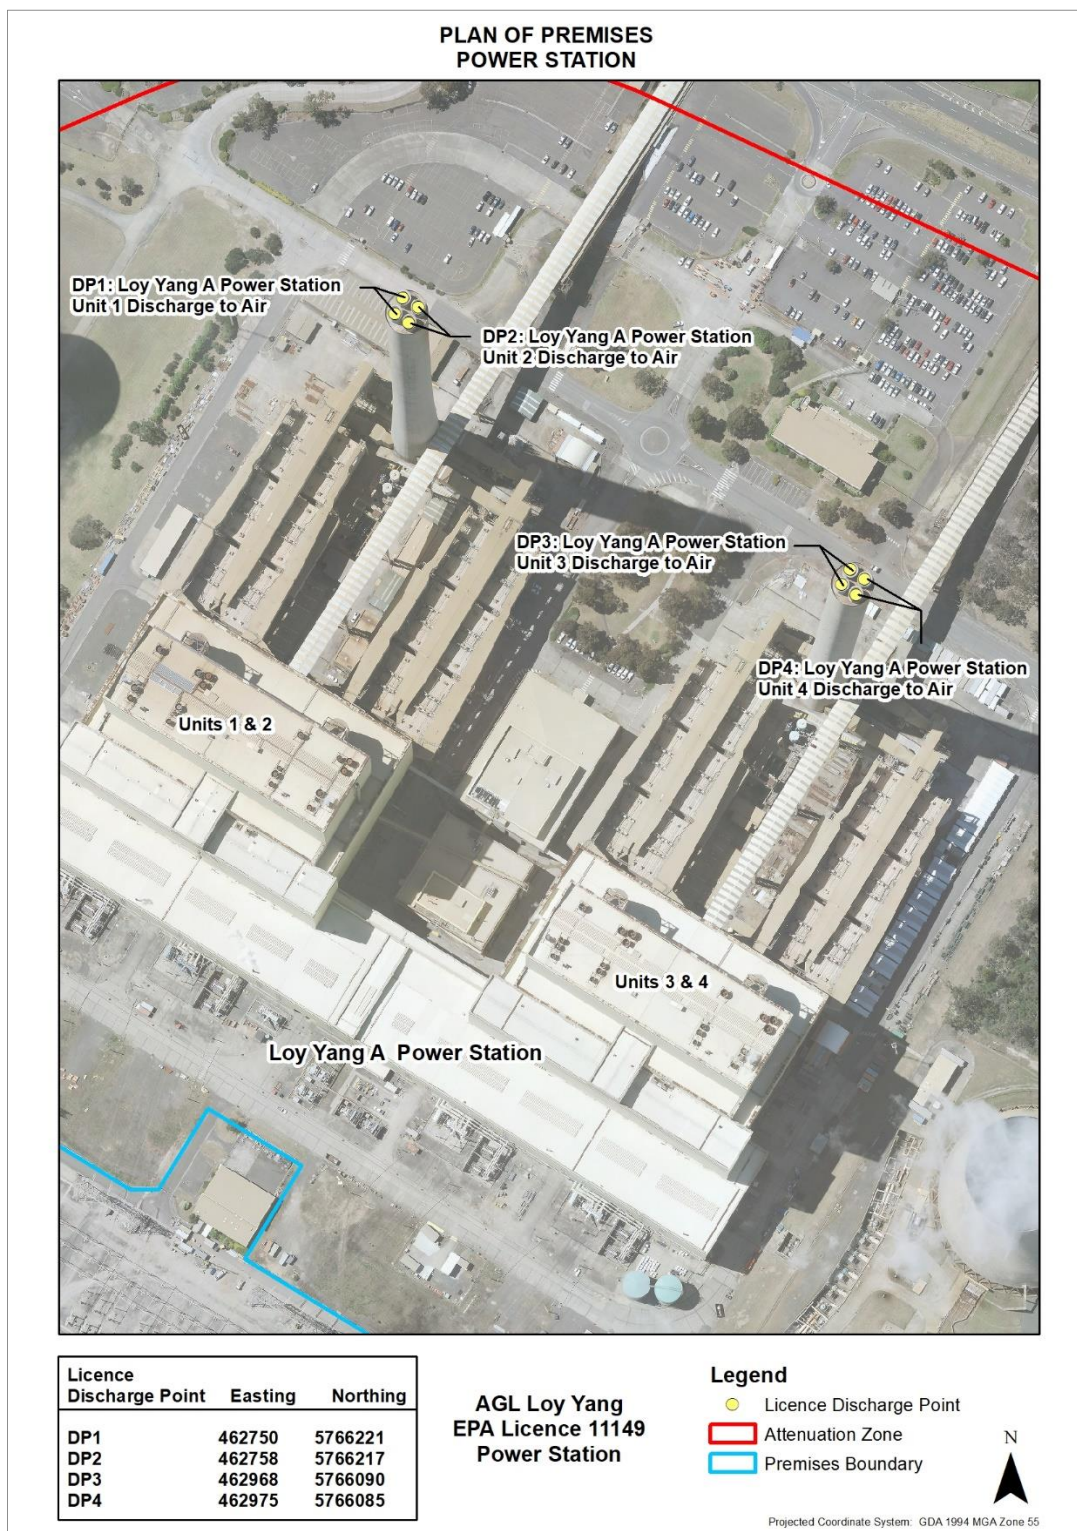 PLAN OF PREMISES
POWER STATION
DP1: Loy Yang A Power Station
Unit 1 Discharge to Air
DP2: Loy Yang A Power Station
Unit 2 Discharge to Air
DP3: Loy Yang A Power Station
Unit 3 Discharge to Air
DP4: Loy Yang A Power Station
Unit 4 Discharge to Air
Units 1 & 2
Units 3 & 4
Loy Yang A Power Station
Licence
Discharge Point Easting Northing
DP1 462750 5766221
DP2 462758 5766217
DP3 462968 5766090
DP4 462975 5766085
AGL Loy Yang
EPA Licence 11149
Power Station
Legend
Licence Discharge Point
Attenuation Zone
Premises Boundary
N
Projected Coordinate System: GDA 1994 MGA Zone 55